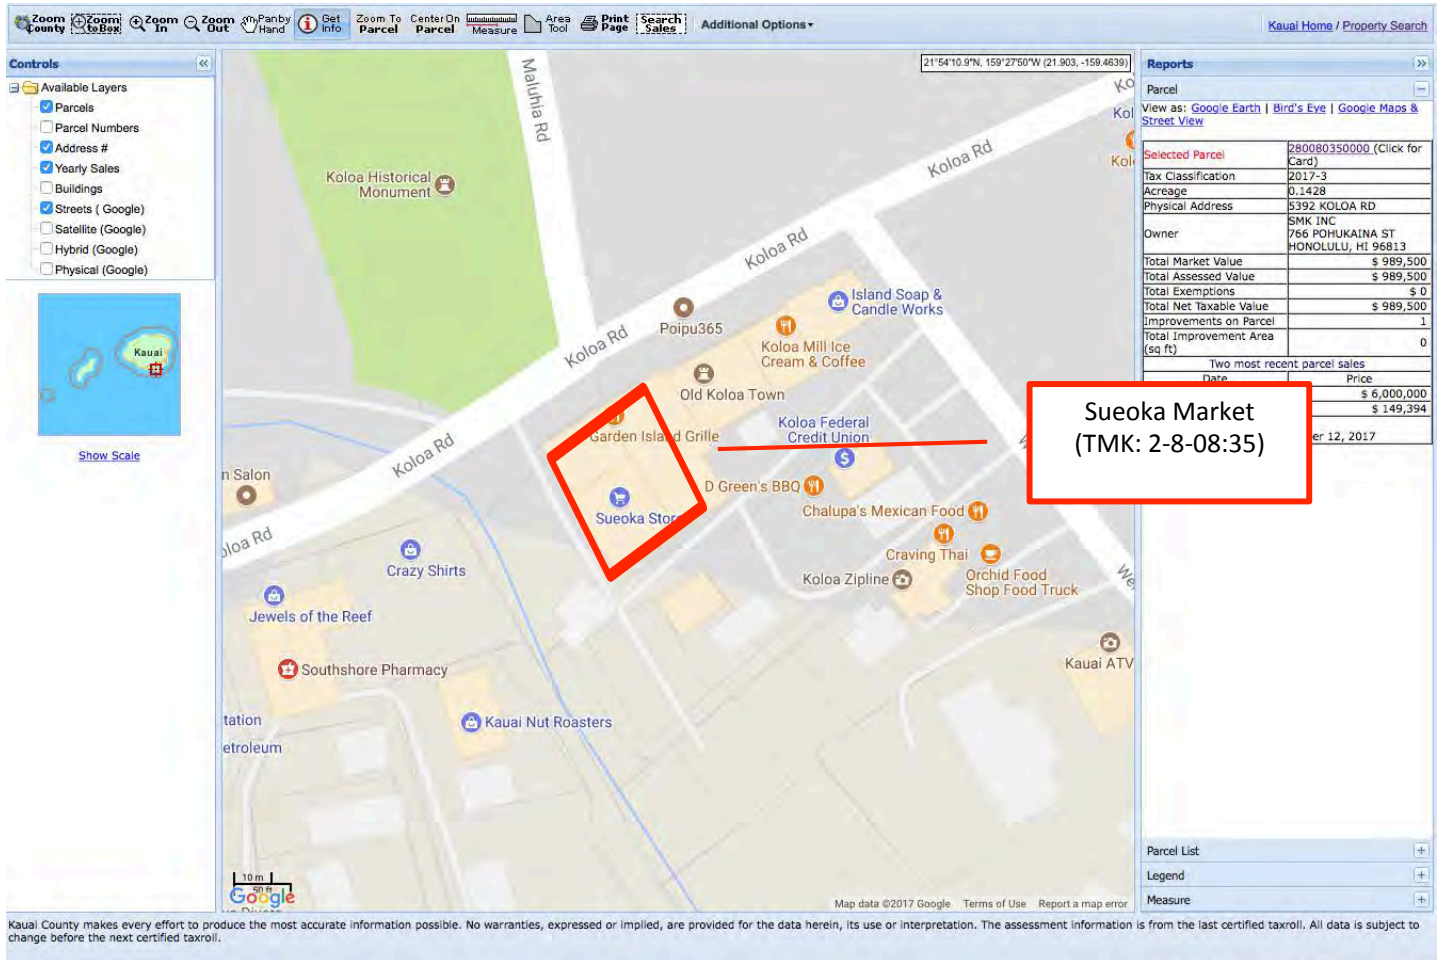 Zoom County
Zoom toBox
Zoom In
Zoom Out
Pan by Hand
Get Info
Zoom To Parcel
Center On Parcel
Measure
Area Tool
Print Page
Search Sales
Additional Options
Kauai Home / Property Search
Controls
Available Layers
Parcels
Parcel Numbers
Address #
Yearly Sales
Buildings
Streets ( Google)
Satellite (Google)
Hybrid (Google)
Physical (Google)
Kauai
Show Scale
21°54'10.9"N, 159°27'50"W (21.903, -159.4639)
Maluhia Rd
Koloa Rd
Koloa Historical
Monument
Koloa Rd
Island Soap &
Candle Works
Poipu365
Koloa Rd
Koloa Mill Ice
Cream & Coffee
Old Koloa Town
Koloa Federal
Credit Union
Garden Island Grille
Koloa Rd
n Salon
D Green's BBQ
Sueoka Store
Chalupa's Mexican Food
oloa Rd
Crazy Shirts
Craving Thai
Koloa Zipline
Orchid Food
Shop Food Truck
Jewels of the Reef
Kauai ATV
Southshore Pharmacy
tation
Kauai Nut Roasters
etroleum
10 m
50 ft
Google
Map data ©2017 Google Terms of Use Report a map error
Sueoka Market
(TMK: 2-8-08:35)
Reports
Parcel
View as: Google Earth | Bird's Eye | Google Maps &
Street View
Selected Parcel 280080350000 (Click for
Card)
Tax Classification 2017-3
Acreage 0.1428
Physical Address 5392 KOLOA RD
Owner SMK INC
766 POHUKAINA ST
HONOLULU, HI 96813
Total Market Value $ 989,500
Total Assessed Value $ 989,500
Total Exemptions $ 0
Total Net Taxable Value $ 989,500
Improvements on Parcel 1
Total Improvement Area
(sq ft) 0
Two most recent parcel sales
Date Price
$ 6,000,000
$ 149,394
er 12, 2017
Parcel List
Legend
Measure
Kauai County makes every effort to produce the most accurate information possible. No warranties, expressed or implied, are provided for the data herein, its use or interpretation. The assessment information is from the last certified taxroll. All data is subject to
change before the next certified taxroll.